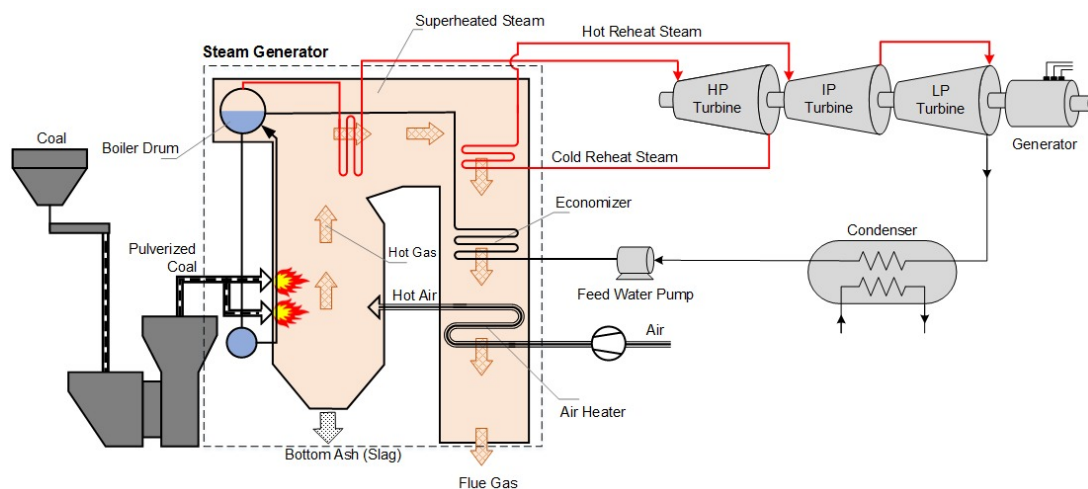 Superheated Steam
Hot Reheat Steam
Steam Generator
HP
Turbine
IP
Turbine
LP
Turbine
Generator
Coal
Boiler Drum
Cold Reheat Steam
Economizer
Pulverized
Coal
Hot Gas
Condenser
Feed Water Pump
Hot Air
Air
Air Heater
Bottom Ash (Slag)
Flue Gas